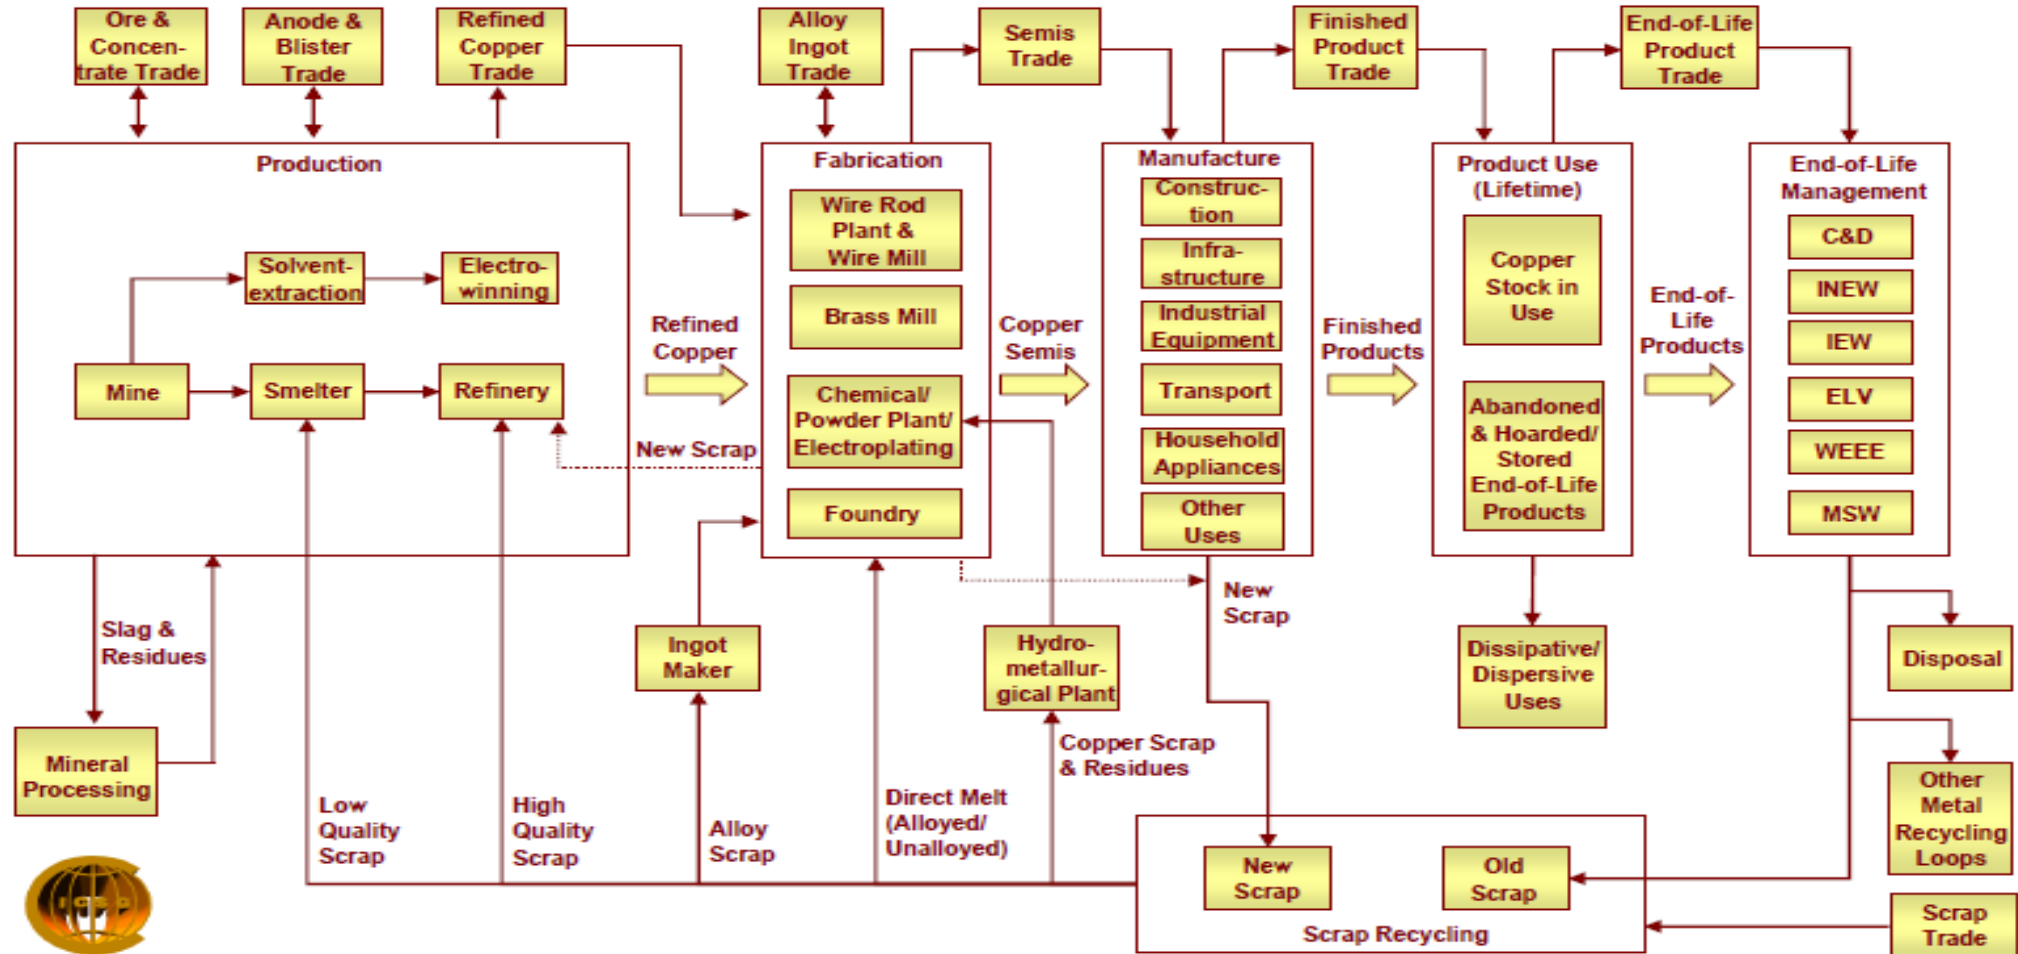 Ore &
Concen-
trate Trade
Anode &
Blister
Trade
Refined
Copper
Trade
Alloy
Ingot
Trade
Semis
Trade
Finished
Product
Trade
End-of-Life
Product
Trade
Production
Solvent-
extraction
Electro-
winning
Mine
Smelter
Refinery
Refined
Copper
New Scrap
Fabrication
Wire Rod
Plant &
Wire Mill
Brass Mill
Chemical/
Powder Plant/
Electroplating
Foundry
Copper
Semis
Manufacture
Construc-
tion
Infra-
structure
Industrial
Equipment
Transport
Household
Appliances
Other
Uses
Finished
Products
Product Use
(Lifetime)
Copper
Stock in
Use
Abandoned
& Hoarded/
Stored
End-of-Life
Products
End-of-
Life
Products
End-of-Life
Management
C&D
INEW
IEW
ELV
WEEE
MSW
Slag &
Residues
Mineral
Processing
Ingot
Maker
Hydro-
metallur-
gical Plant
New
Scrap
Dissipative/
Dispersive
Uses
Disposal
Other
Metal
Recycling
Loops
Low
Quality
Scrap
High
Quality
Scrap
Alloy
Scrap
Direct Melt
(Alloyed/
Unalloyed)
Copper Scrap
& Residues
New
Scrap
Old
Scrap
Scrap Recycling
Scrap
Trade
ICSG